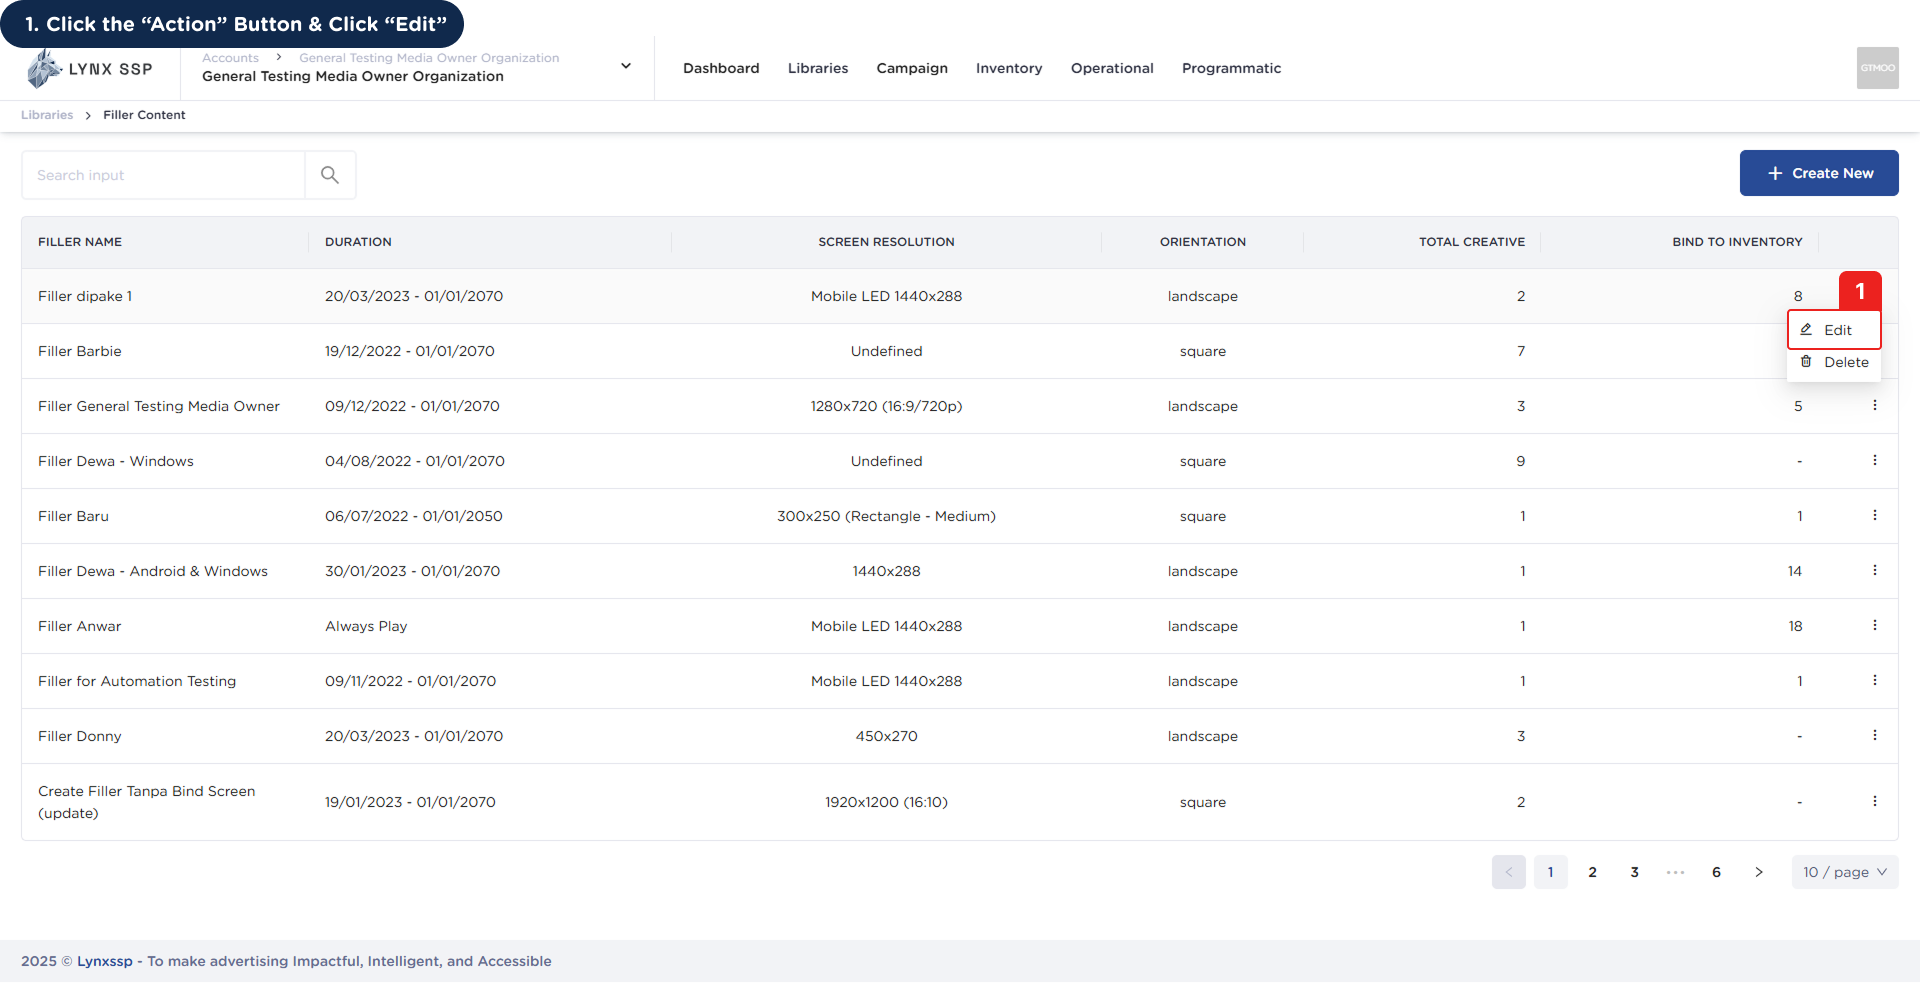 1. Click the “Action” Button & Click “Edit”
LYNX SSP
Accounts > General Testing Media Owner Organization
General Testing Media Owner Organization
Dashboard Libraries Campaign Inventory Operational Programmatic
GTMOO
Libraries > Filler Content
Search input
+ Create New
FILLER NAME DURATION SCREEN RESOLUTION ORIENTATION TOTAL CREATIVE BIND TO INVENTORY
Filler dipake 1 20/03/2023 - 01/01/2070 Mobile LED 1440x288 landscape 2 8
1
Edit
Filler Barbie 19/12/2022 - 01/01/2070 Undefined square 7
Delete
Filler General Testing Media Owner 09/12/2022 - 01/01/2070 1280x720 (16:9/720p) landscape 3 5
Filler Dewa - Windows 04/08/2022 - 01/01/2070 Undefined square 9 -
Filler Baru 06/07/2022 - 01/01/2050 300x250 (Rectangle - Medium) square 1 1
Filler Dewa - Android & Windows 30/01/2023 - 01/01/2070 1440x288 landscape 1 14
Filler Anwar Always Play Mobile LED 1440x288 landscape 1 18
Filler for Automation Testing 09/11/2022 - 01/01/2070 Mobile LED 1440x288 landscape 1 1
Filler Donny 20/03/2023 - 01/01/2070 450x270 landscape 3 -
Create Filler Tanpa Bind Screen
(update) 19/01/2023 - 01/01/2070 1920x1200 (16:10) square 2 -
< 1 2 3 ••• 6 > 10 / page
2025 © Lynxssp - To make advertising Impactful, Intelligent, and Accessible